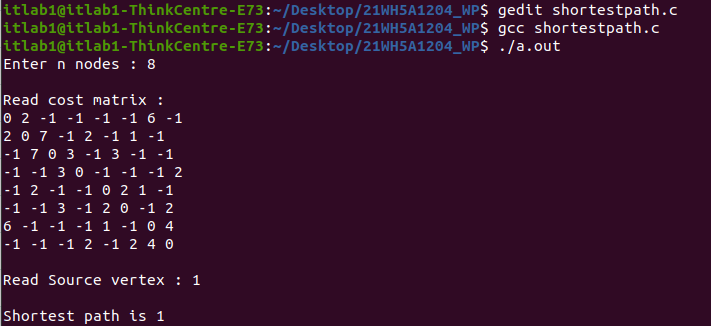 itlab1@itlab1-ThinkCentre-E73:~/Desktop/21WH5A1204_WP$ gedit shortestpath.c
itlab1@itlab1-ThinkCentre-E73:~/Desktop/21WH5A1204_WP$ gcc shortestpath.c
itlab1@itlab1-ThinkCentre-E73:~/Desktop/21WH5A1204_WP$ ./a.out
Enter n nodes : 8
Read cost matrix :
0 2 -1 -1 -1 -1 6 -1
2 0 7 -1 2 -1 1 -1
-1 7 0 3 -1 3 -1 -1
-1 -1 3 0 -1 -1 -1 2
-1 2 -1 -1 0 2 1 -1
-1 -1 3 -1 2 0 -1 2
6 -1 -1 -1 1 -1 0 4
-1 -1 -1 2 -1 2 4 0
Read Source vertex : 1
Shortest path is 1